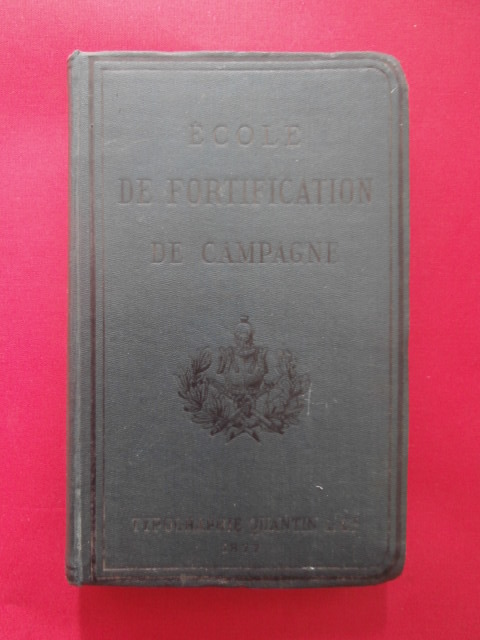 ÉCOLE
DE FORTIFICATION
DE CAMPAGNE
TYPOGRAPHIE QUANTIN